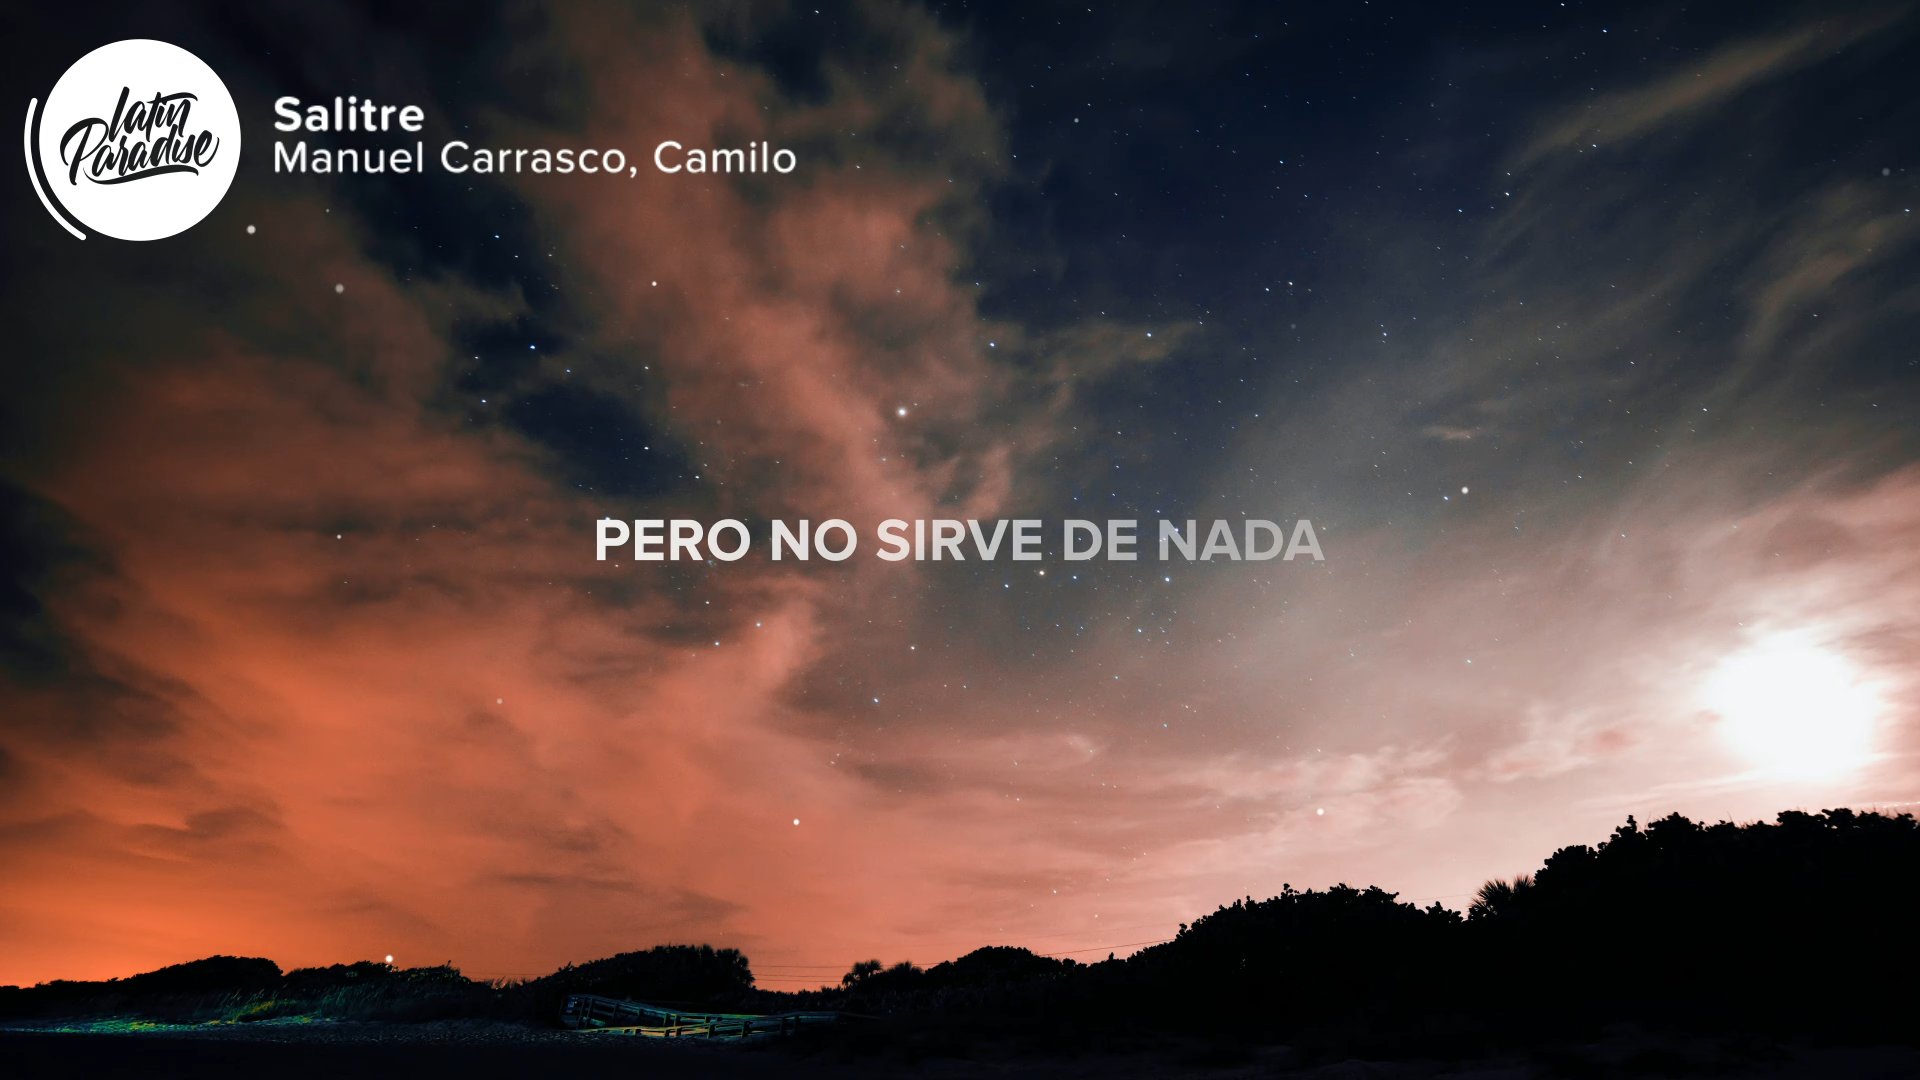 latin
Paradise
Salitre
Manuel Carrasco, Camilo
PERO NO SIRVE DE NADA